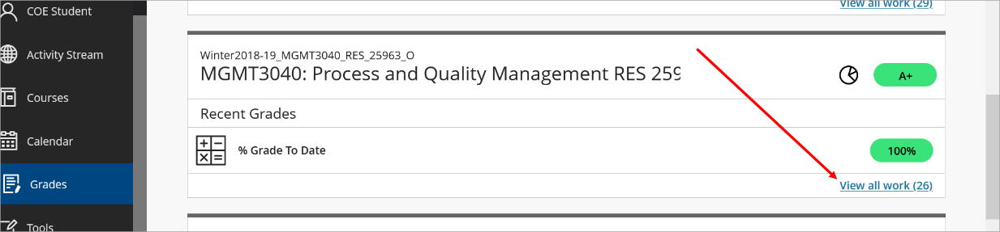 COE Student
Activity Stream
Courses
Calendar
Grades
Tools
View all work (29)
Winter2018-19_MGMT3040_RES_25963_O
MGMT3040: Process and Quality Management RES 259
A+
Recent Grades
% Grade To Date
100%
View all work (26)